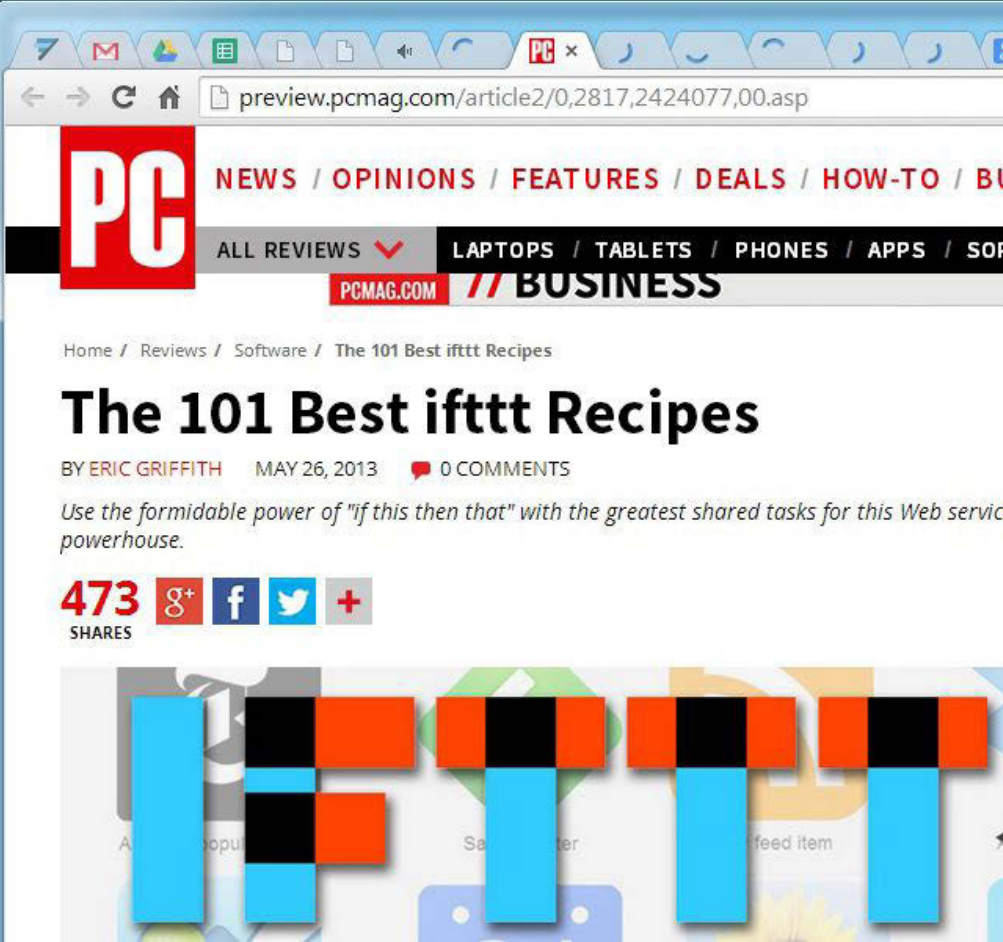 PC
preview.pcmag.com/article2/0,2817,2424077,00.asp
PC
NEWS / OPINIONS / FEATURES / DEALS / HOW-TO /
ALL REVIEWS LAPTOPS / TABLETS / PHONES / APPS /
PCMAG.COM // BUSINESS
Home / Reviews / Software / The 101 Best ifttt Recipes
The 101 Best ifttt Recipes
BY ERIC GRIFFITH MAY 26, 2013 0 COMMENTS
Use the formidable power of "if this then that" with the greatest shared tasks for this Web servic
powerhouse.
473 g+ f +
SHARES
IFTTT
feed item